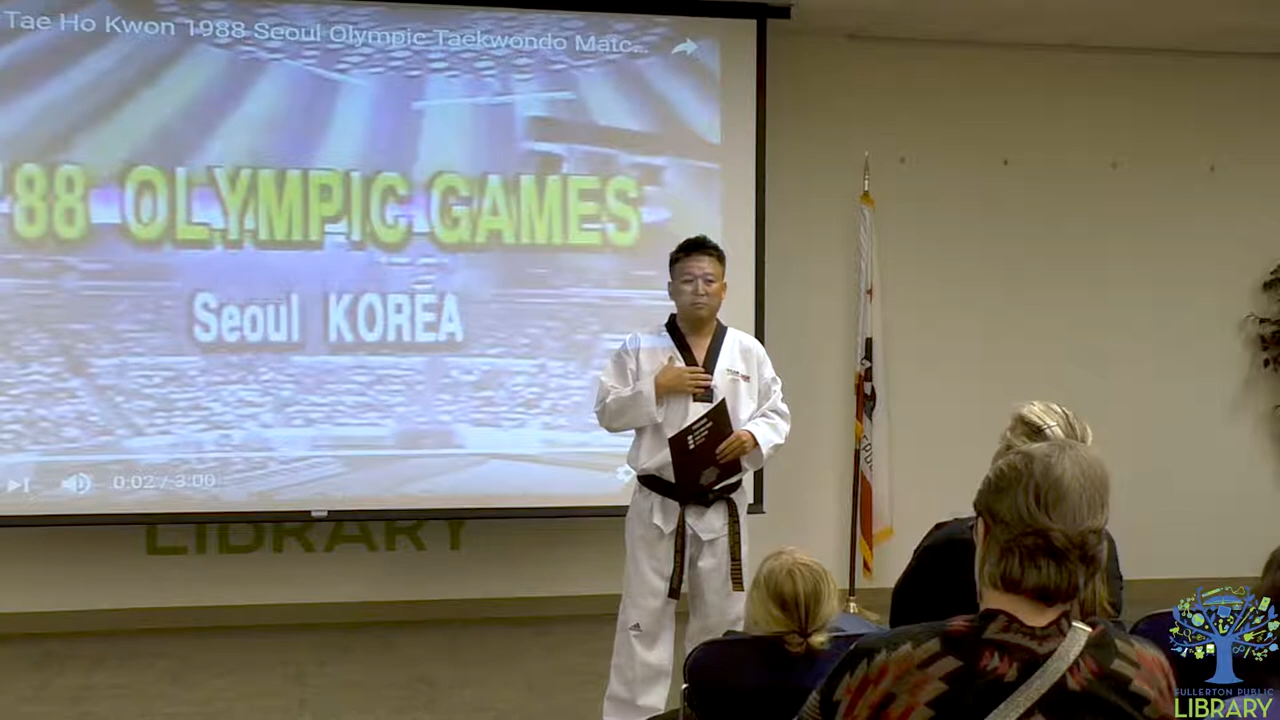 Tae Ho Kwon 1988 Seoul Olympic Taekwondo Matc...
'88 OLYMPIC GAMES
Seoul KOREA
0:02 / 3:00
LIBRARY
adidas
FULLERTON PUBLIC
LIBRARY